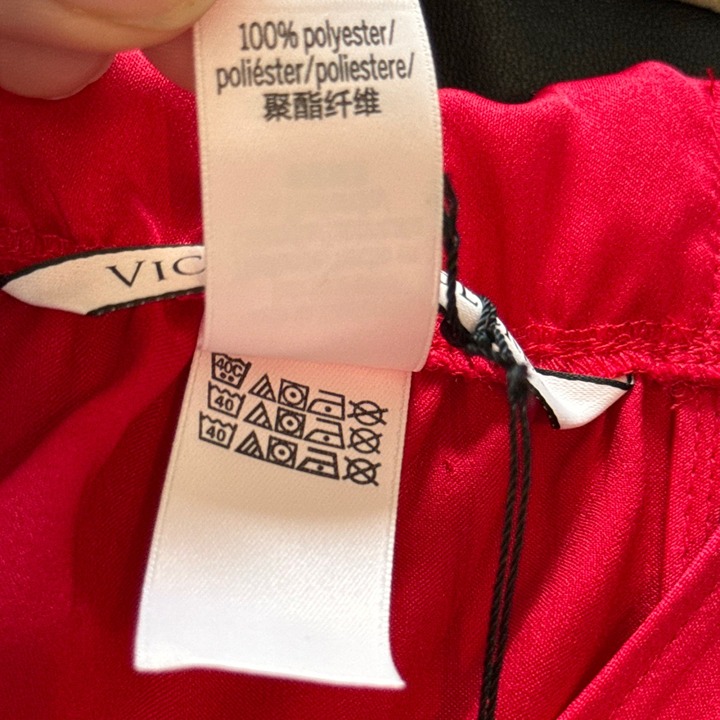 100% polyester/
poliéster/poliestere/
聚酯纤维
VIC
40C
40
40